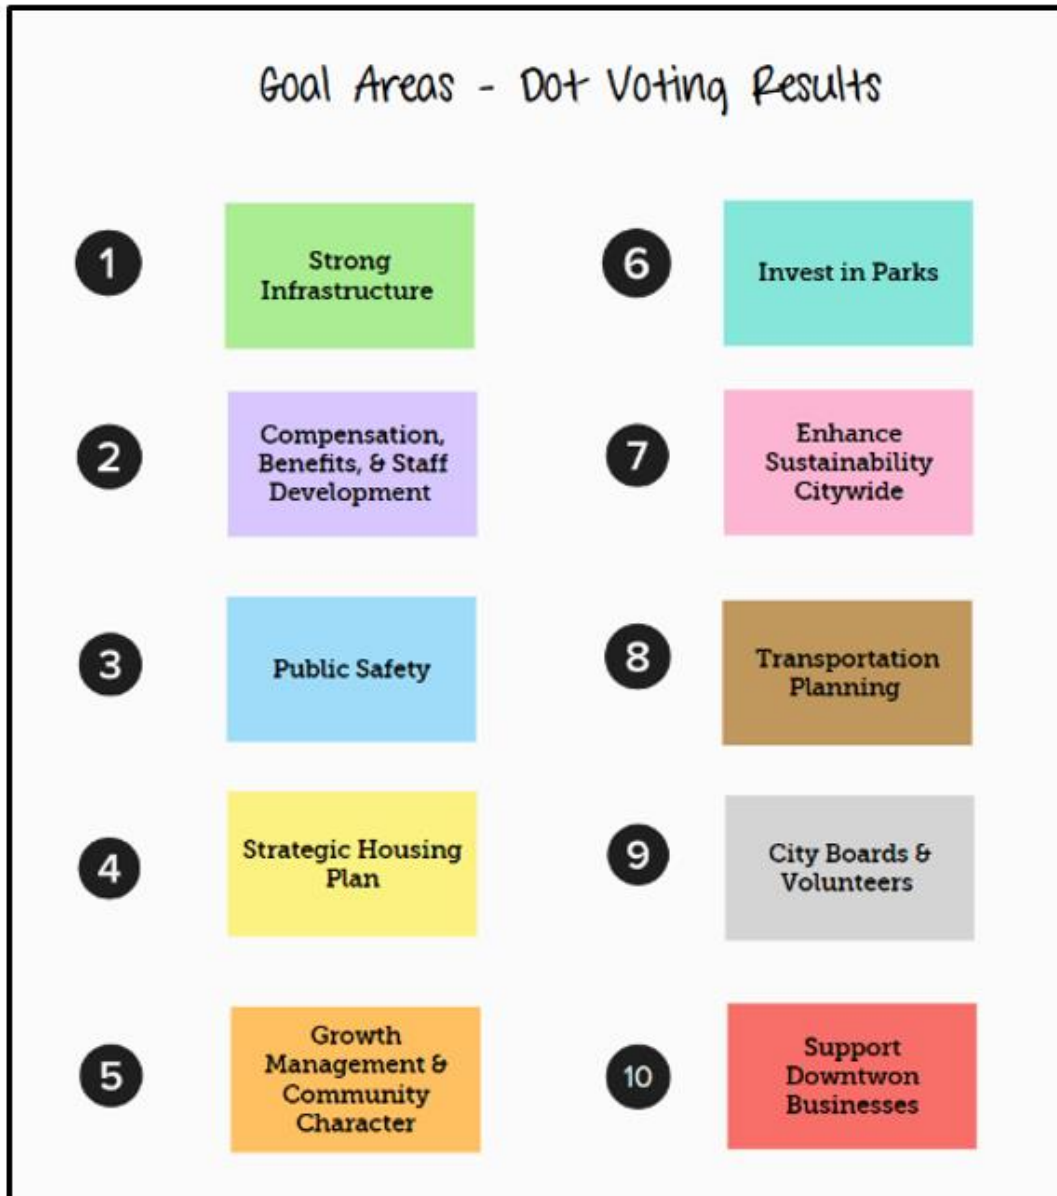 Goal Areas - Dot Voting Results
1
Strong
Infrastructure
2
Compensation,
Benefits, & Staff
Development
3
Public Safety
4
Strategic Housing
Plan
5
Growth
Management &
Community
Character
6
Invest in Parks
7
Enhance
Sustainability
Citywide
8
Transportation
Planning
9
City Boards &
Volunteers
10
Support
Downtwon
Businesses